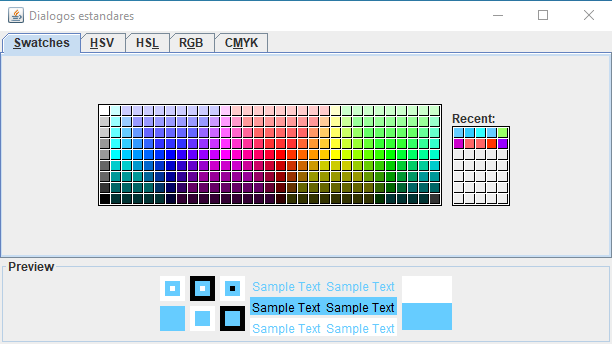 Dialogos estandares
Swatches HSV HSL RGB CMYK
Recent:
Preview
Sample Text Sample Text
Sample Text Sample Text
Sample Text Sample Text